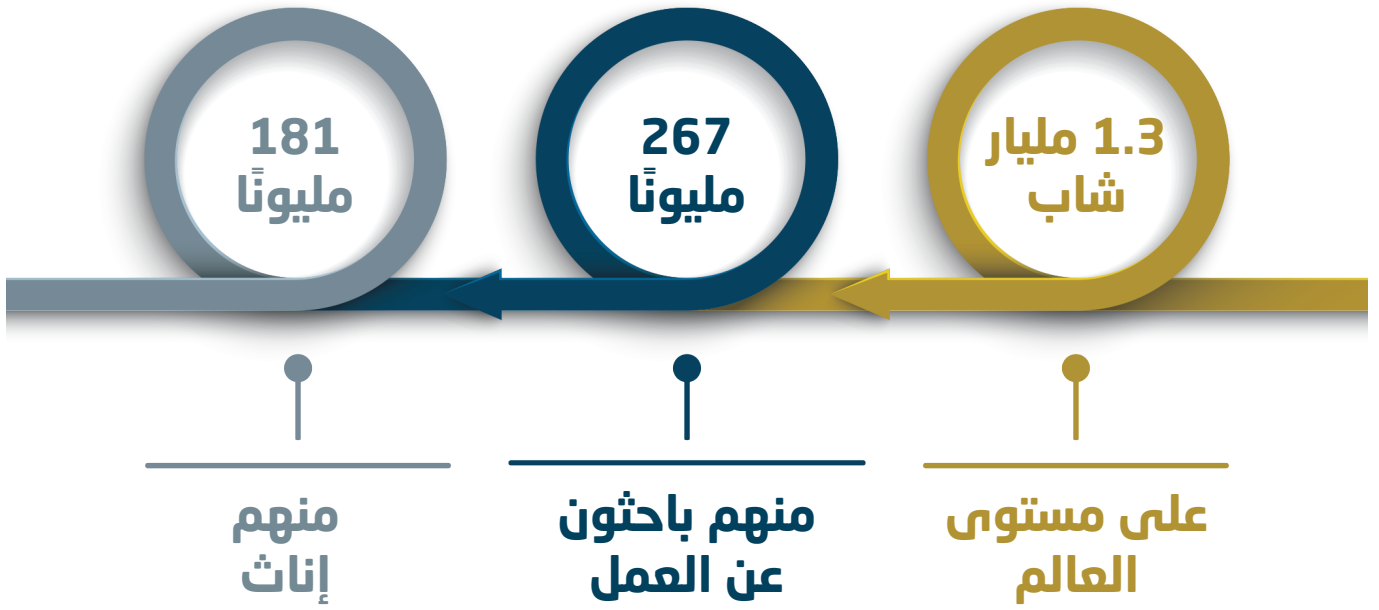 1.3 مليار
شاب
على مستوى
العالم
267
مليونًا
منهم باحثون
عن العمل
181
مليونًا
منهم
إناث